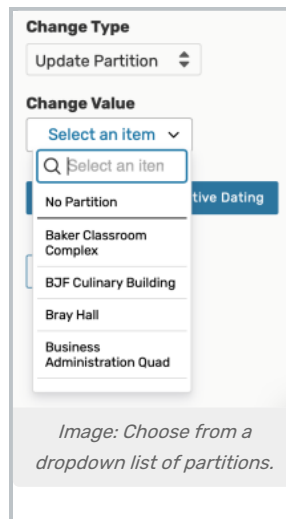 Change Type
Update Partition
Change Value
Select an item
Select an iten
No Partition
tive Dating
Baker Classroom
Complex
BJF Culinary Building
Bray Hall
Business
Administration Quad
Image: Choose from a
dropdown list of partitions.